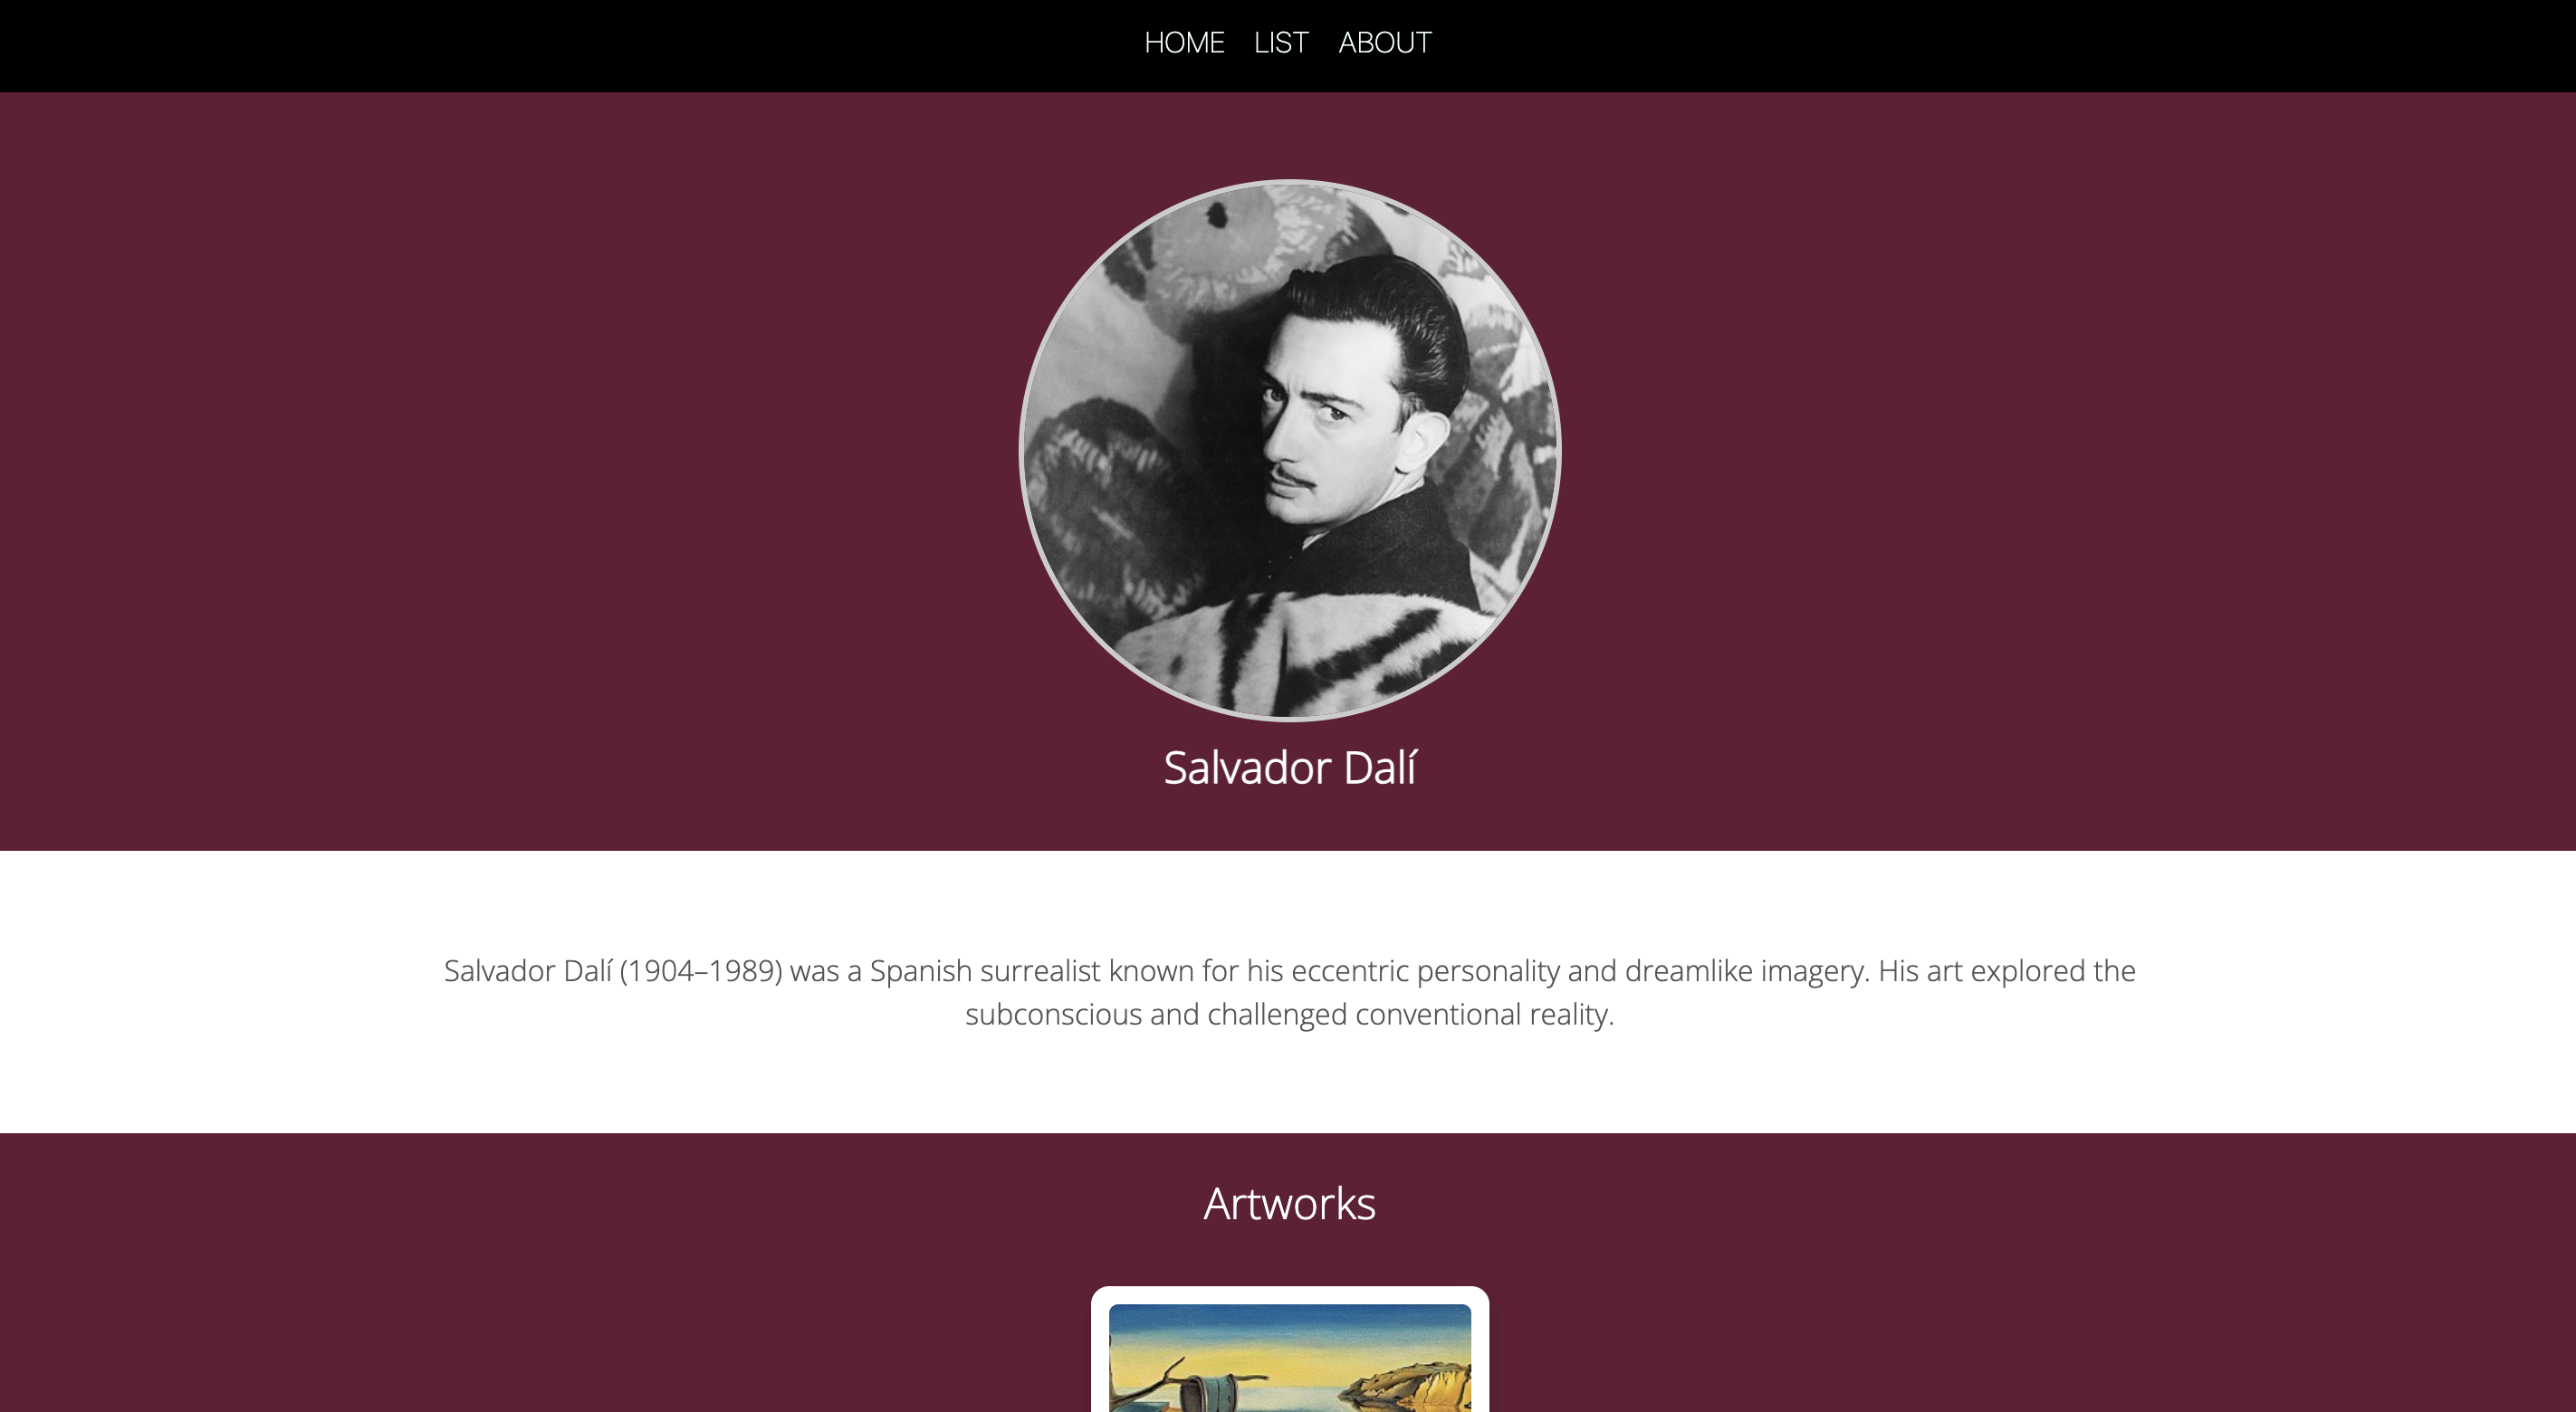 HOME LIST ABOUT
Salvador Dalí
Salvador Dalí (1904–1989) was a Spanish surrealist known for his eccentric personality and dreamlike imagery. His art explored the
subconscious and challenged conventional reality.
Artworks